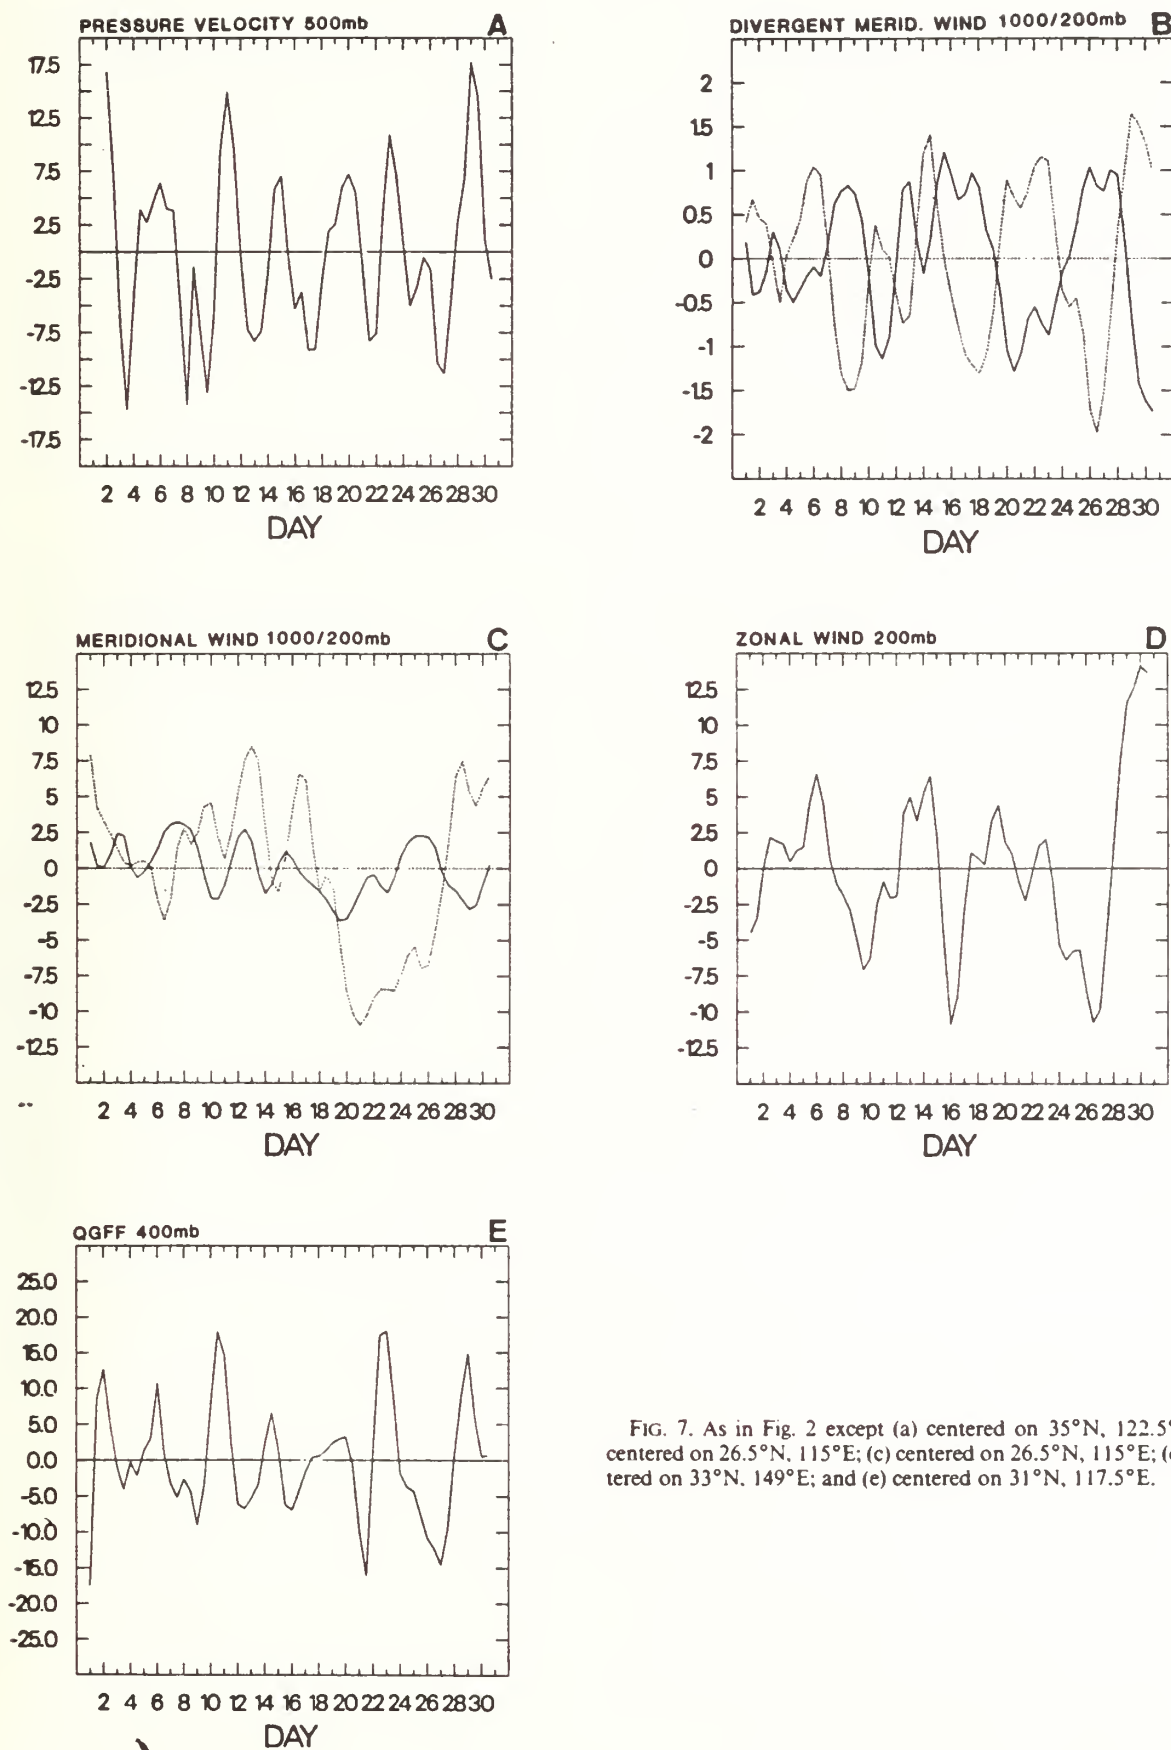 PRESSURE VELOCITY 500mb A
17.5
12.5
7.5
2.5
-2.5
-7.5
-12.5
-17.5
2 4 6 8 10 12 14 16 18 20 22 24 26 28 30
DAY
DIVERGENT MERID. WIND 1000/200mb B
2
1.5
1
0.5
0
-0.5
-1
-1.5
-2
2 4 6 8 10 12 14 16 18 20 22 24 26 28 30
DAY
MERIDIONAL WIND 1000/200mb C
12.5
10
7.5
5
2.5
0
-2.5
-5
-7.5
-10
-12.5
2 4 6 8 10 12 14 16 18 20 22 24 26 28 30
DAY
ZONAL WIND 200mb D
12.5
10
7.5
5
2.5
0
-2.5
-5
-7.5
-10
-12.5
2 4 6 8 10 12 14 16 18 20 22 24 26 28 30
DAY
QGFF 400mb E
25.0
20.0
15.0
10.0
5.0
0.0
-5.0
-10.0
-15.0
-20.0
-25.0
2 4 6 8 10 12 14 16 18 20 22 24 26 28 30
DAY
FIG. 7. As in Fig. 2 except (a) centered on 35°N, 122.5°
centered on 26.5°N, 115°E; (c) centered on 26.5°N, 115°E; (
tered on 33°N, 149°E; and (e) centered on 31°N, 117.5°E.